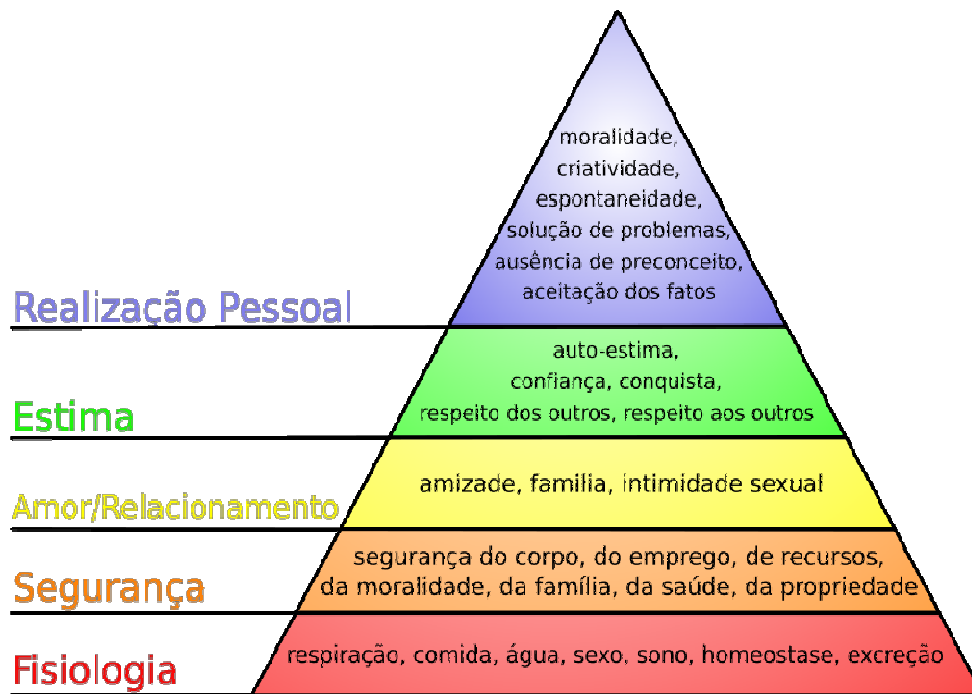 moralidade,
criatividade,
espontaneidade,
solução de problemas,
ausência de preconceito,
aceitação dos fatos
Realização Pessoal
auto-estima,
confiança, conquista,
respeito dos outros, respeito aos outros
Estima
amizade, familia, intimidade sexual
Amor/Relacionamento
segurança do corpo, do emprego, de recursos,
da moralidade, da família, da saúde, da propriedade
Segurança
respiração, comida, água, sexo, sono, homeostase, excreção
Fisiologia